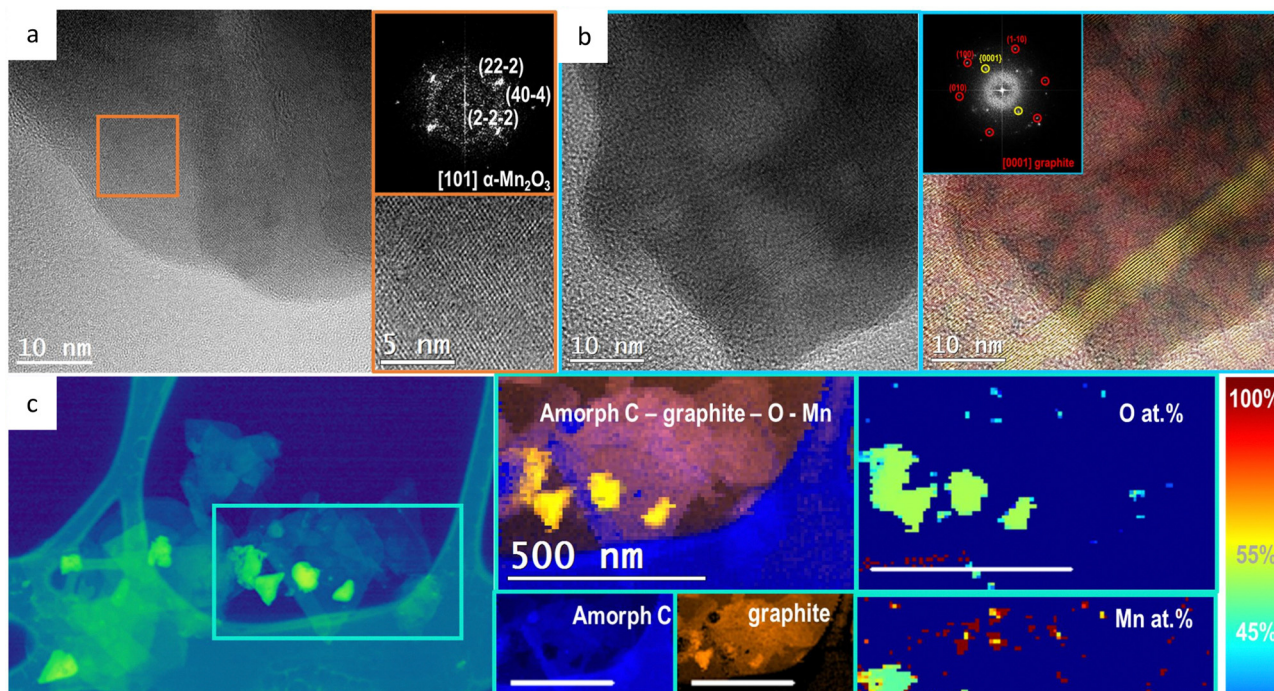 a
(22-2)
(40-4)
(2-2-2)
[101] α-Mn₂O₃
10 nm
5 nm
b
10 nm
(1-10)
(100)
(0001)
(010)
[0001] graphite
10 nm
c
Amorph C – graphite – O - Mn
500 nm
Amorph C
graphite
O at.%
Mn at.%
100%
55%
45%